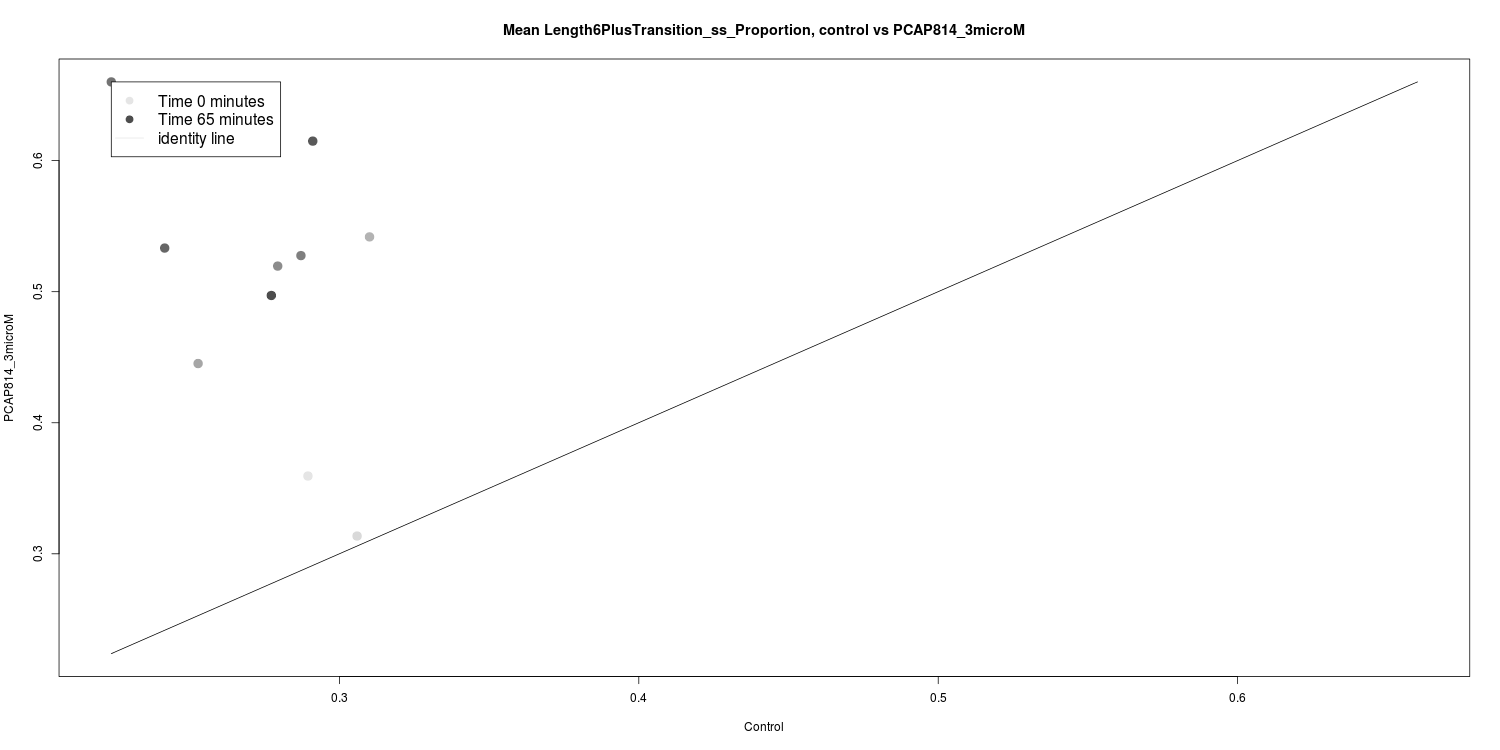 Mean Length6PlusTransition_ss_Proportion, control vs PCAP814_3microM
Time 0 minutes
Time 65 minutes
identity line
0.6
0.5
0.4
0.3
PCAP814_3microM
0.3
0.4
0.5
0.6
Control